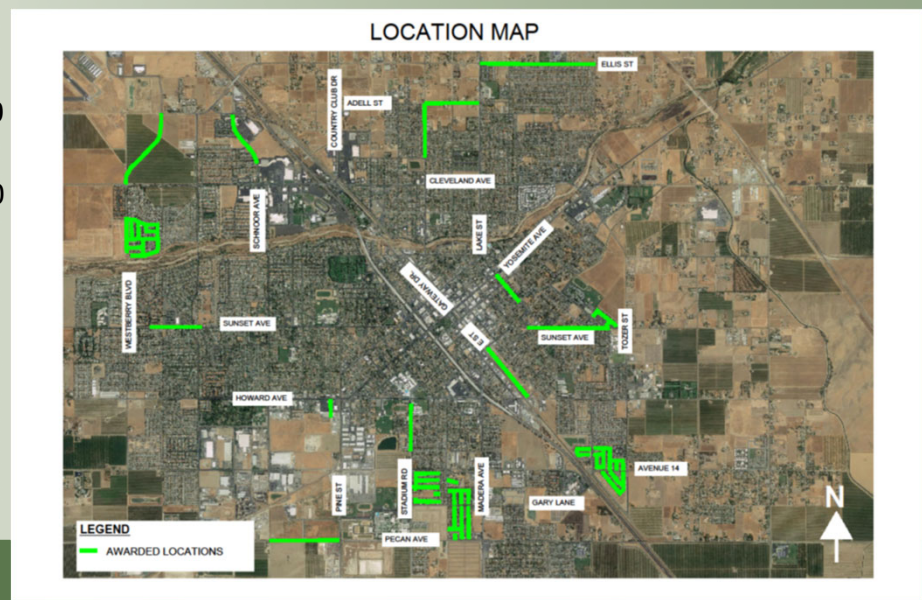 LOCATION MAP
ELLIS ST
COUNTRY CLUB DR
ADELL ST
CLEVELAND AVE
SCHNOOR AVE
LAKE ST
YOSEMITE AVE
GATEWAY DR.
WESTBERRY BLVD
SUNSET AVE
E ST
SUNSET AVE
TOZER ST
HOWARD AVE
PINE ST
STADIUM RD
MADERA AVE
AVENUE 14
GARY LANE
PECAN AVE
N
LEGEND
AWARDED LOCATIONS